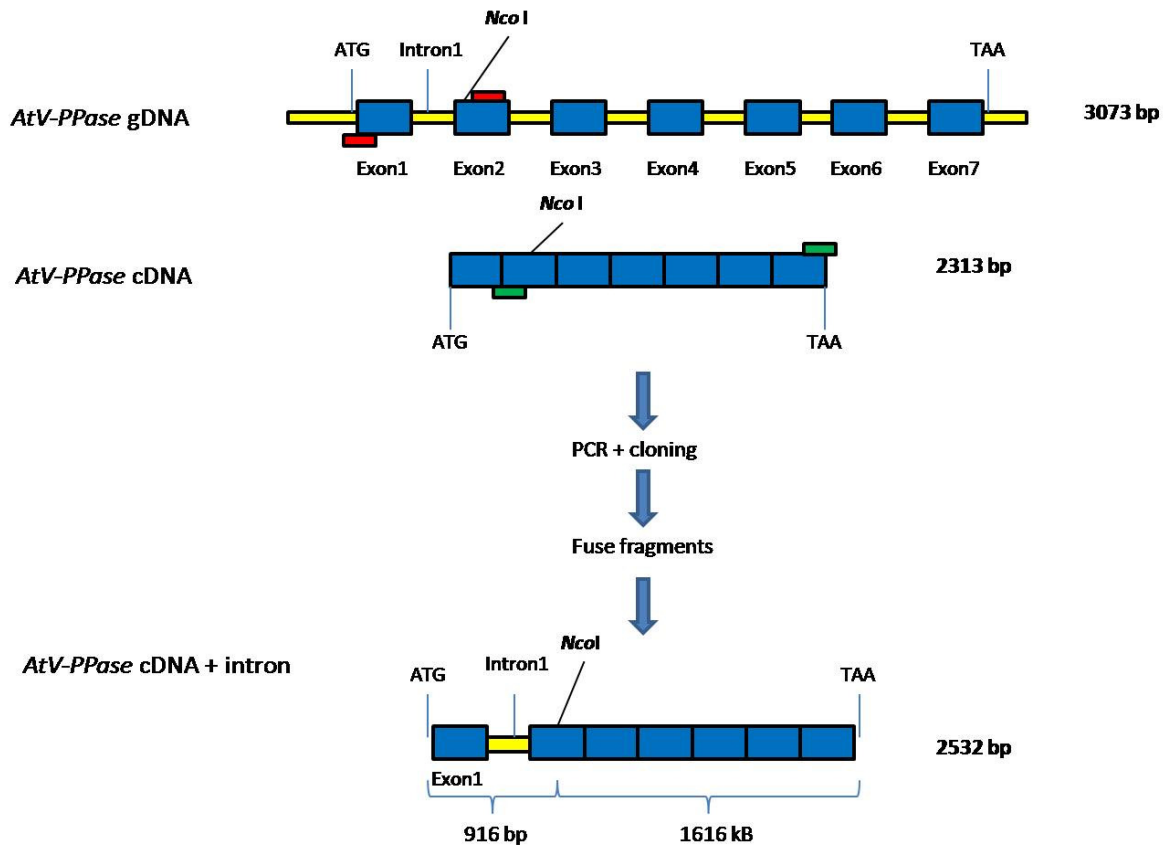 Nco I
ATG Intron1 TAA
AtV-PPase gDNA 3073 bp
Exon1 Exon2 Exon3 Exon4 Exon5 Exon6 Exon7
Nco I
AtV-PPase cDNA 2313 bp
ATG TAA
PCR + cloning
Fuse fragments
NcoI
AtV-PPase cDNA + intron
ATG Intron1 TAA
2532 bp
Exon1
916 bp 1616 kB